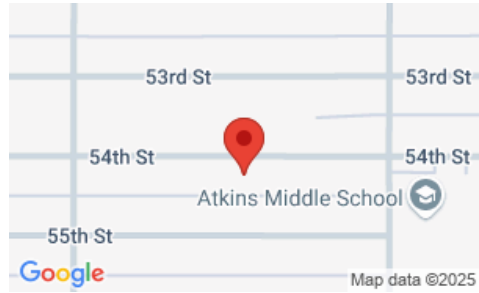 53rd St
53rd St
54th St
54th St
Atkins Middle School
55th St
Google
Map data ©2025